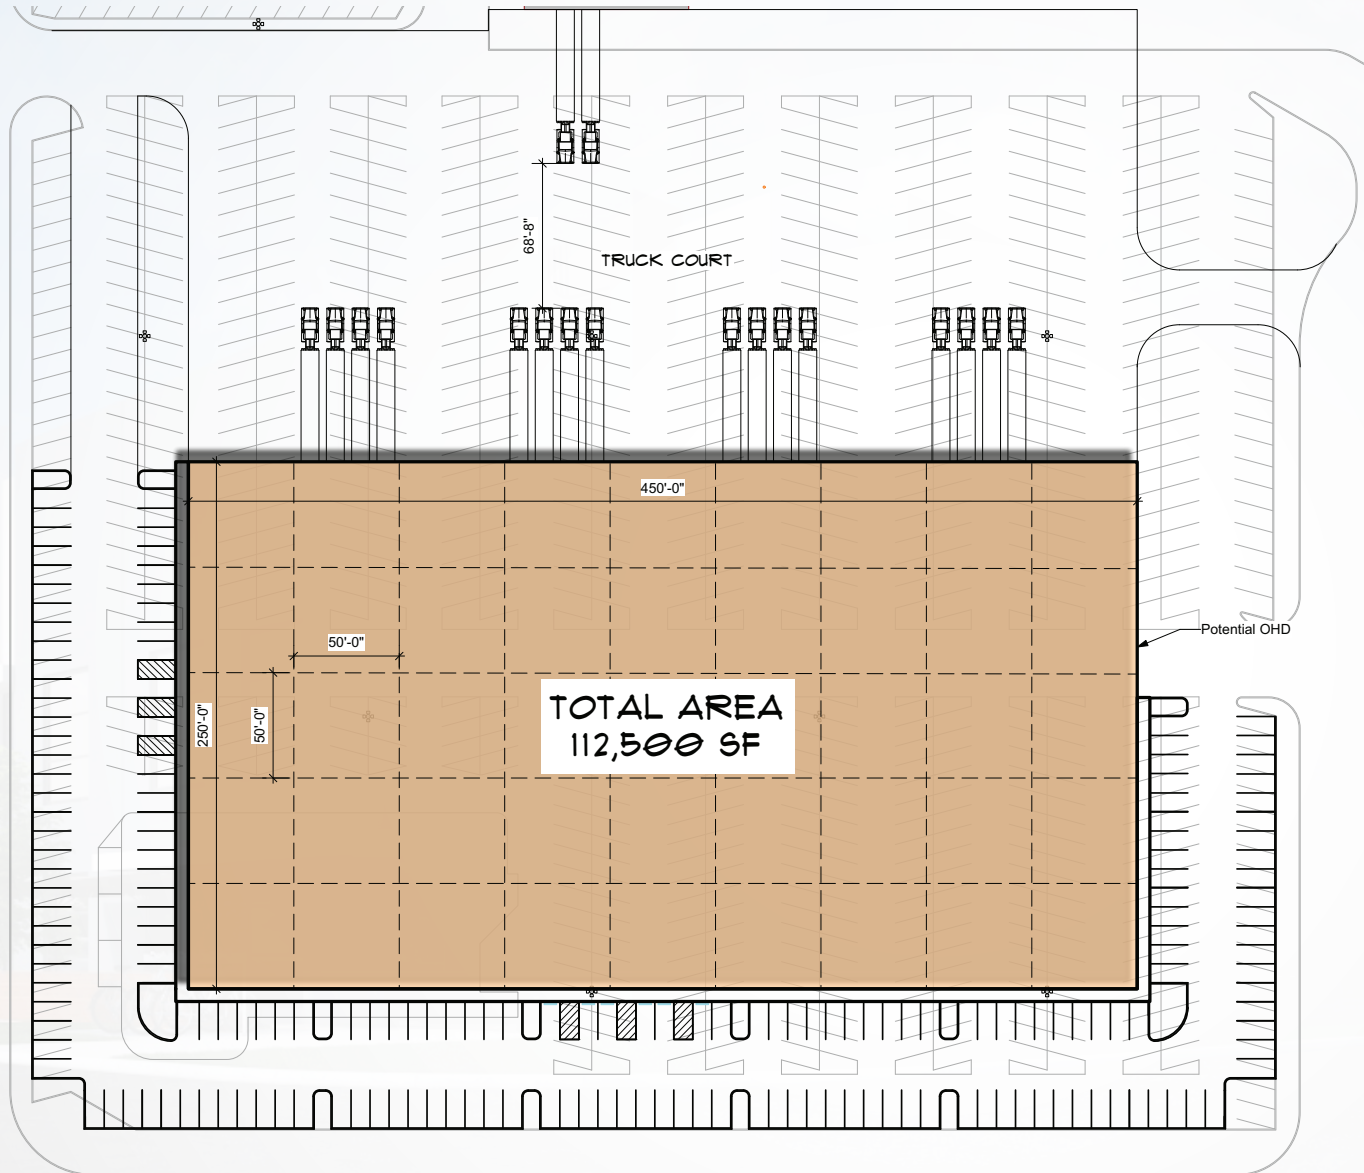 68'-8"
TRUCK COURT
450'-0"
Potential OHD
50'-0"
250'-0"
50'-0"
TOTAL AREA
112,500 SF